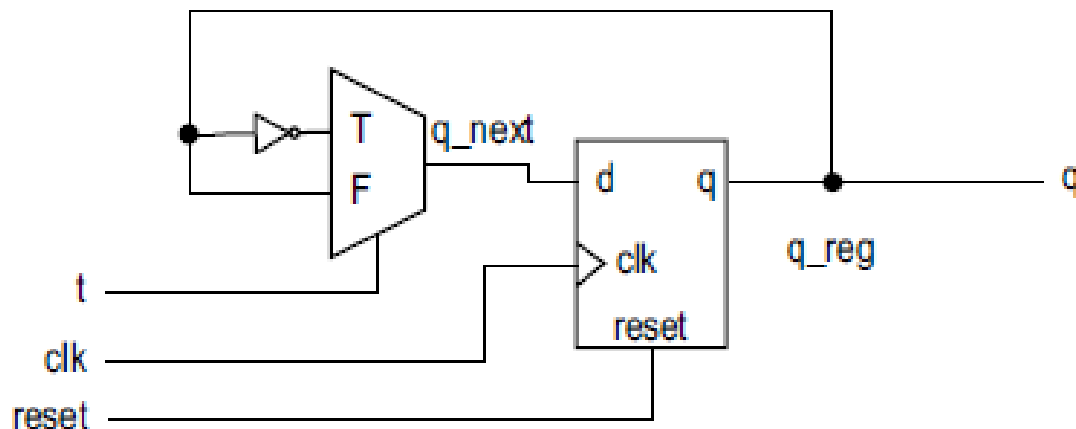 T
q_next
F
d
q
q
clk
q_reg
t
reset
clk
reset